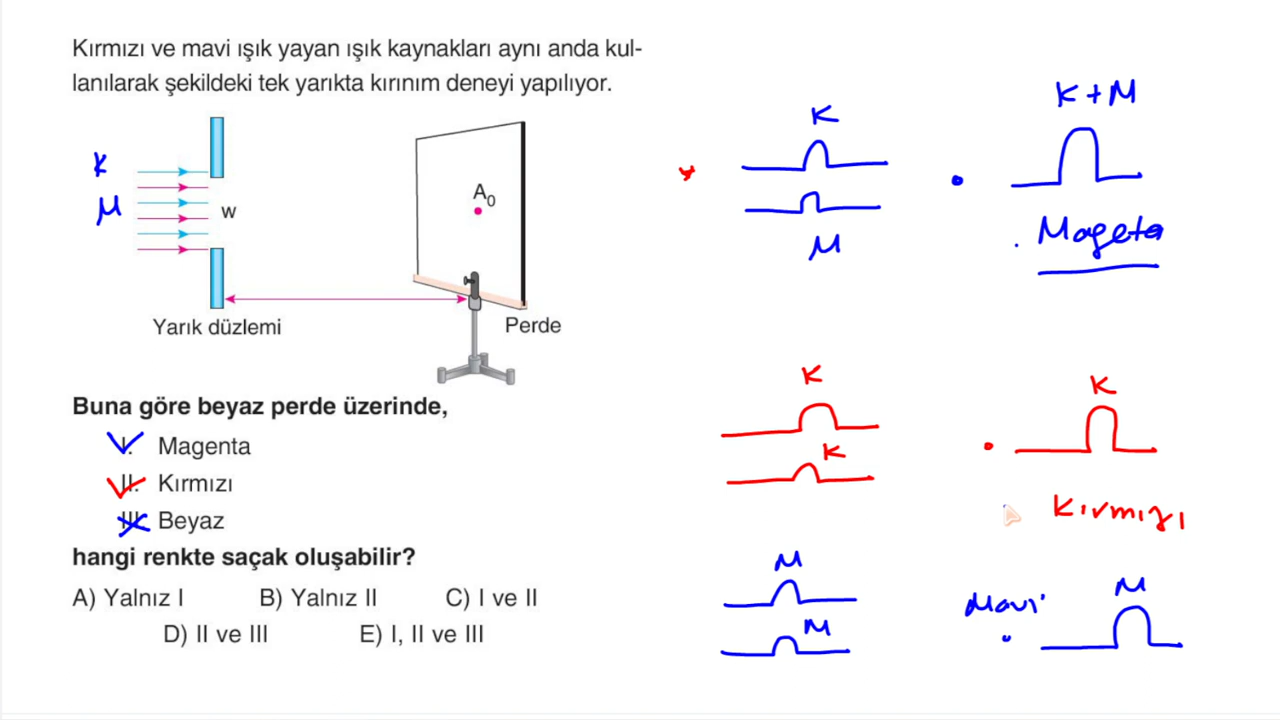 Kırmızı ve mavi ışık yayan ışık kaynakları aynı anda kul-
lanılarak şekildeki tek yarıkta kırınım deneyi yapılıyor.
K
M
w
A0
Yarık düzlemi
Perde
Buna göre beyaz perde üzerinde,
I. Magenta
II. Kırmızı
III. Beyaz
hangi renkte saçak oluşabilir?
A) Yalnız I B) Yalnız II C) I ve II
D) II ve III E) I, II ve III
K
M
K+M
Mageta
K
K
K
Kırmızı
M
M
Mavi
M